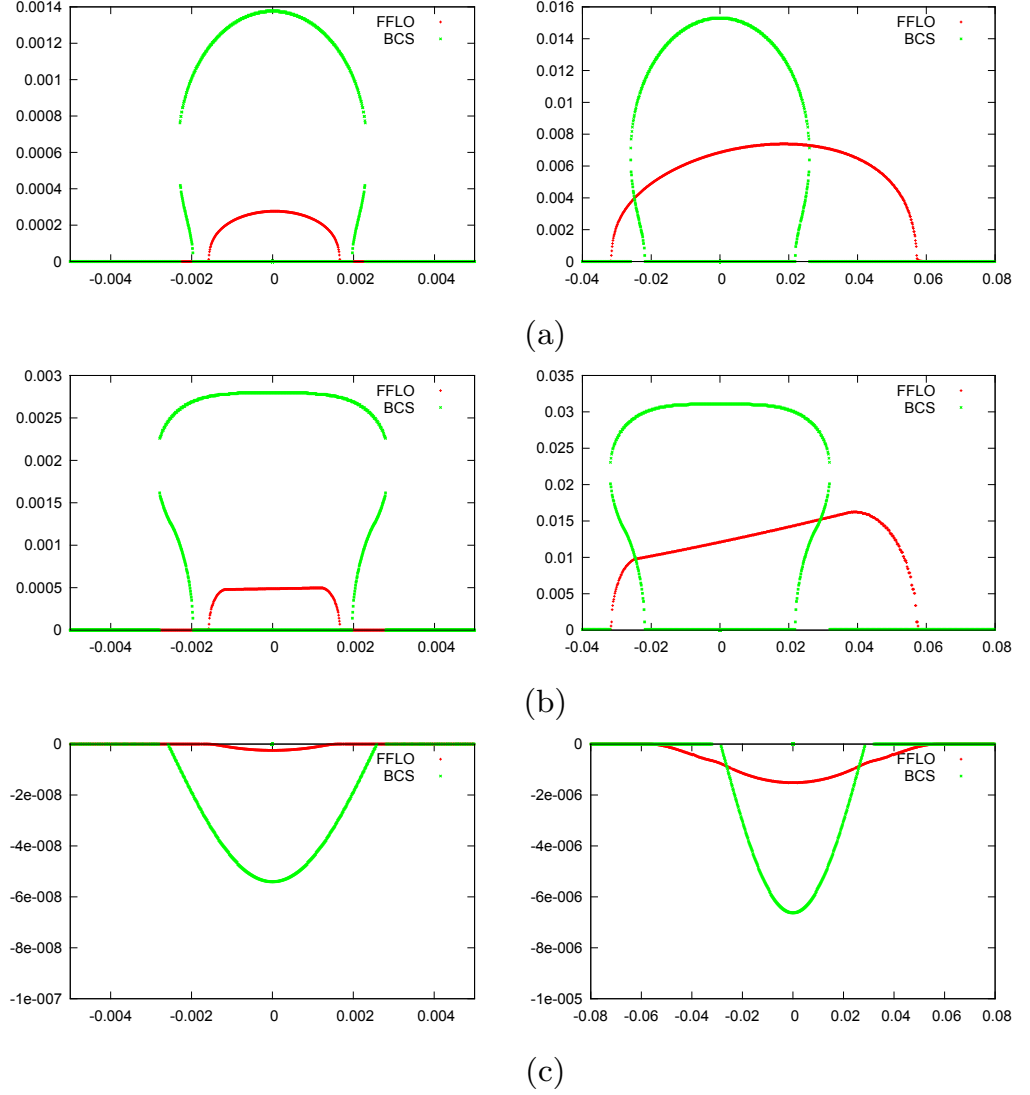 0.0014
0.0012
0.001
0.0008
0.0006
0.0004
0.0002
0
-0.004 -0.002 0 0.002 0.004
FFLO
BCS
0.016
0.014
0.012
0.01
0.008
0.006
0.004
0.002
0
-0.04 -0.02 0 0.02 0.04 0.06 0.08
FFLO
BCS
(a)
0.003
0.0025
0.002
0.0015
0.001
0.0005
0
-0.004 -0.002 0 0.002 0.004
FFLO
BCS
0.035
0.03
0.025
0.02
0.015
0.01
0.005
0
-0.04 -0.02 0 0.02 0.04 0.06 0.08
FFLO
BCS
(b)
0
-2e-008
-4e-008
-6e-008
-8e-008
-1e-007
-0.004 -0.002 0 0.002 0.004
FFLO
BCS
0
-2e-006
-4e-006
-6e-006
-8e-006
-1e-005
-0.08 -0.06 -0.04 -0.02 0 0.02 0.04 0.06 0.08
FFLO
BCS
(c)